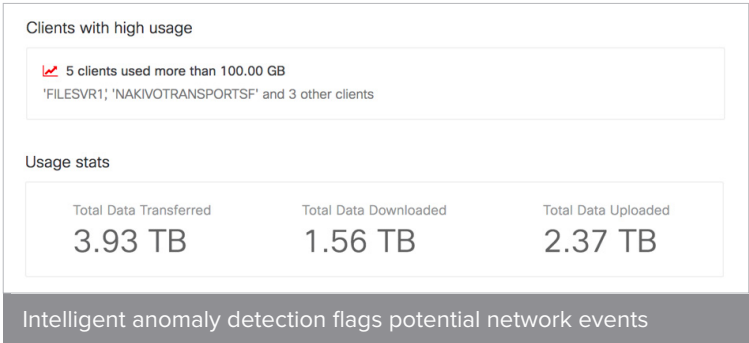 Clients with high usage
5 clients used more than 100.00 GB
'FILESVR1', 'NAKIVOTRANSPORTSF' and 3 other clients
Usage stats
Total Data Transferred
3.93 TB
Total Data Downloaded
1.56 TB
Total Data Uploaded
2.37 TB
Intelligent anomaly detection flags potential network events